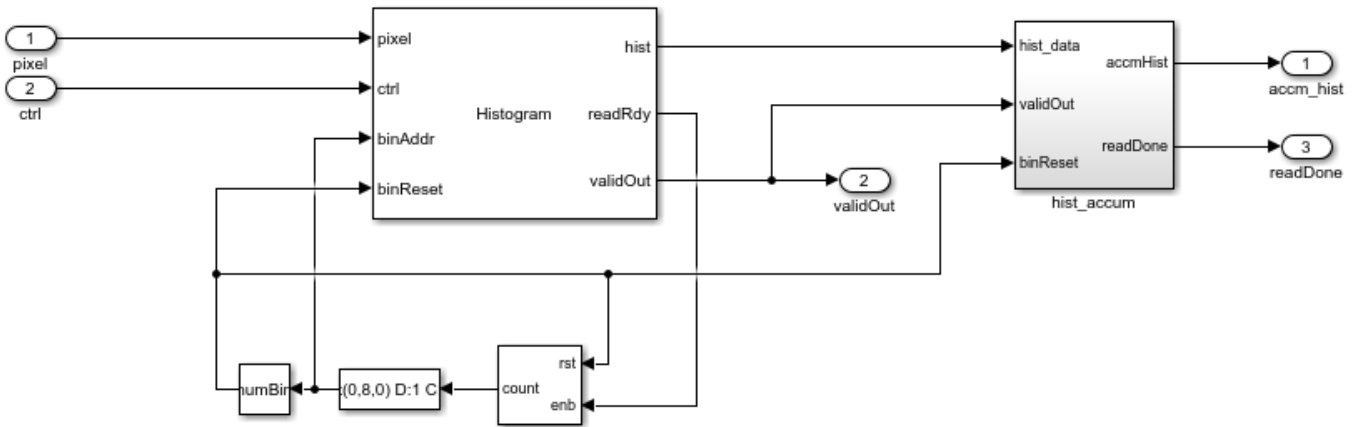 1
pixel
2
ctrl
pixel
ctrl
binAddr
binReset
Histogram
hist
readRdy
validOut
2
validOut
hist_data
validOut
binReset
accmHist
readDone
hist_accum
1
accm_hist
3
readDone
numBin
:(0,8,0) D:1 C
count
rst
enb